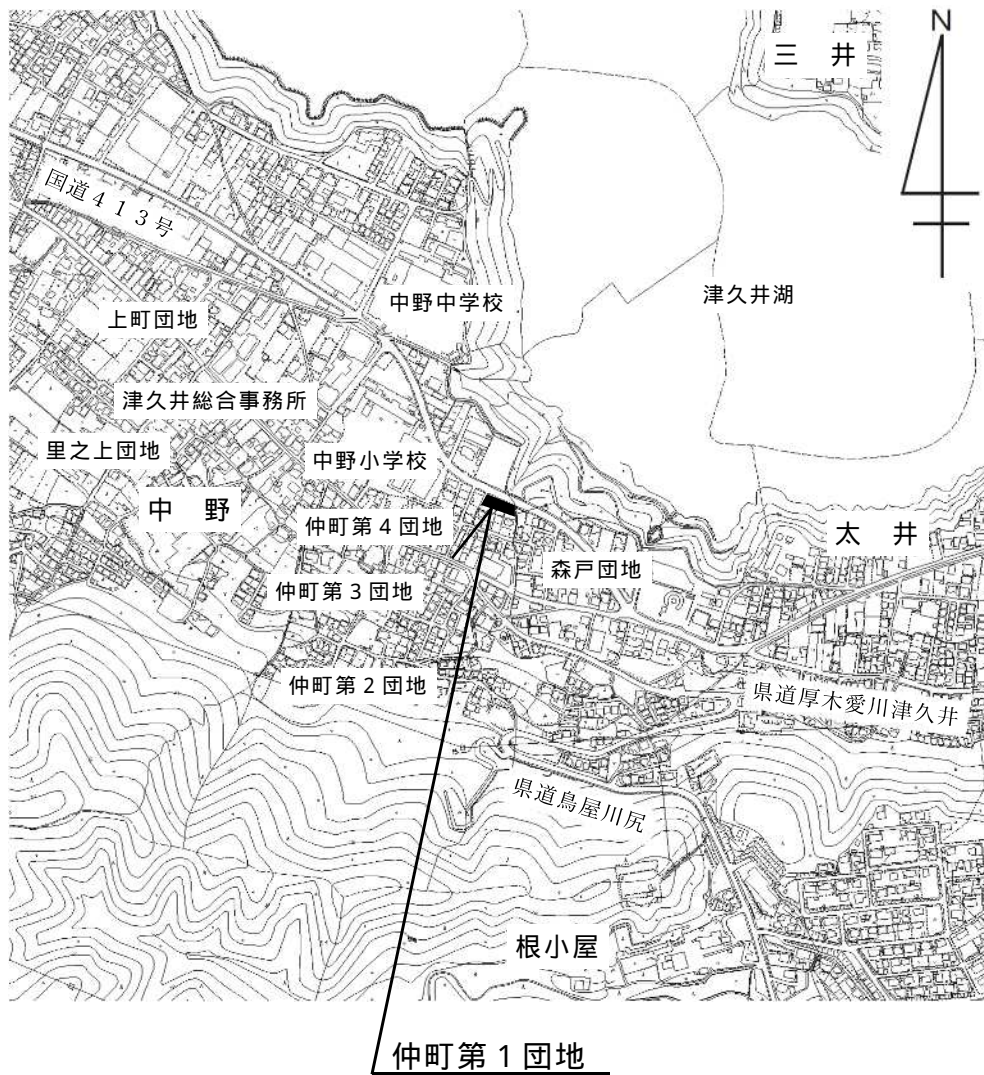 三 井
N
国道４１３号
中野中学校
津久井湖
上町団地
津久井総合事務所
里之上団地
中野小学校
中 野
仲町第４団地
太 井
森戸団地
仲町第３団地
仲町第２団地
県道厚木愛川津久井
県道鳥屋川尻
根小屋
仲町第１団地